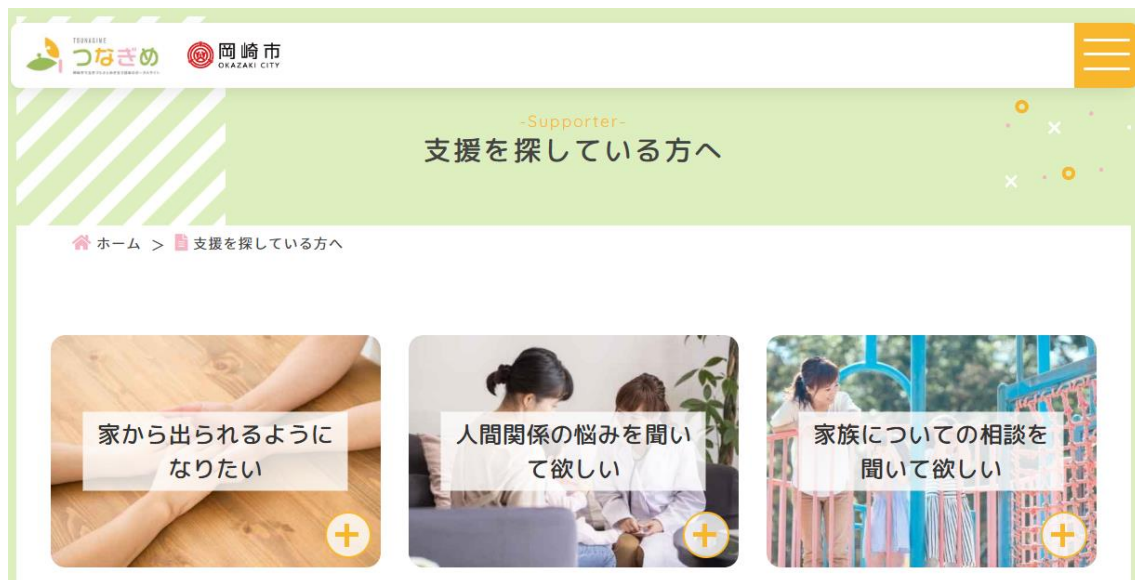 TSUNAGIME
つなぎめ
岡崎市
OKAZAKI CITY
-Supporter-
支援を探している方へ
ホーム > 支援を探している方へ
家から出られるように
なりたい
人間関係の悩みを聞い
て欲しい
家族についての相談を
聞いて欲しい